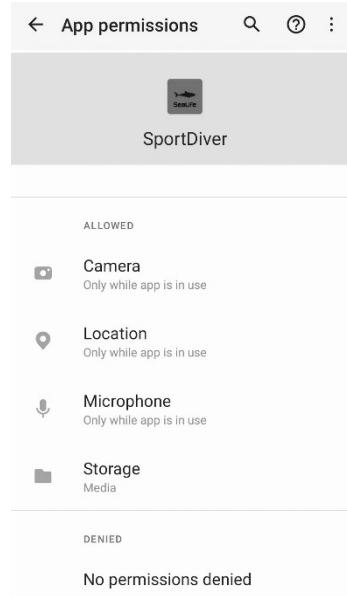 App permissions
SeaLife
SportDiver
ALLOWED
Camera
Only while app is in use
Location
Only while app is in use
Microphone
Only while app is in use
Storage
Media
DENIED
No permissions denied